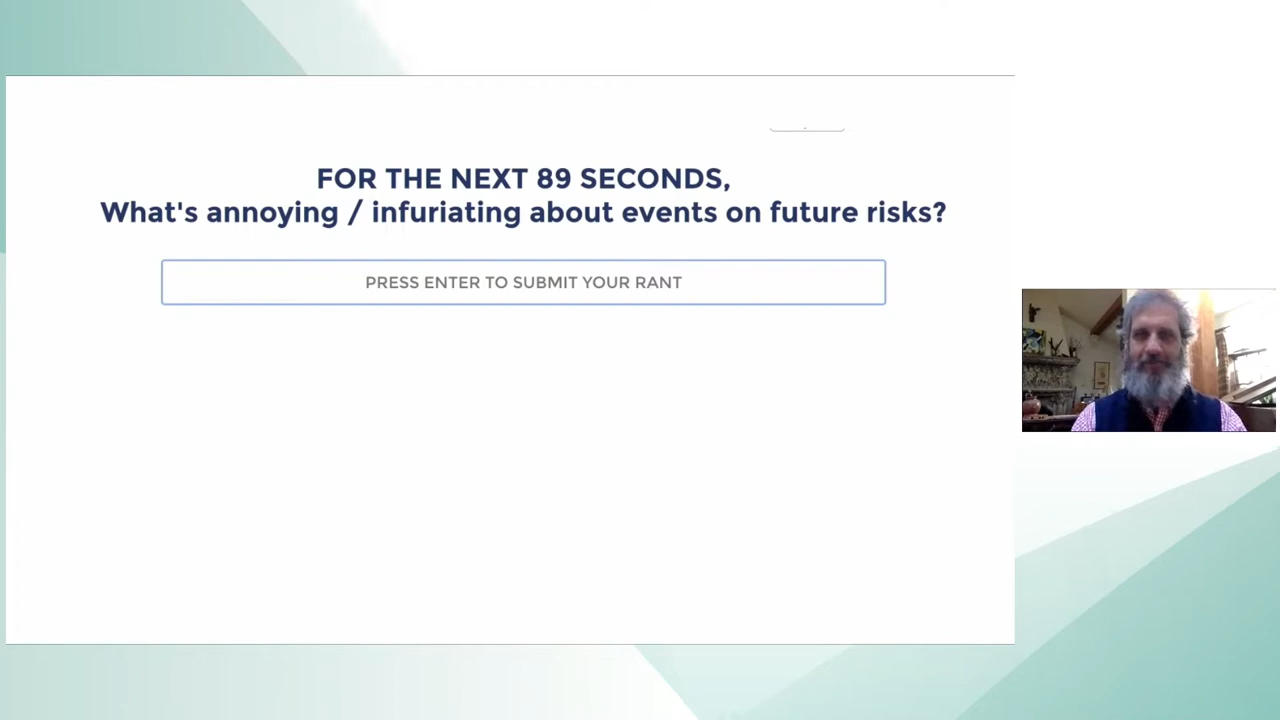 FOR THE NEXT 89 SECONDS,
What's annoying / infuriating about events on future risks?
PRESS ENTER TO SUBMIT YOUR RANT